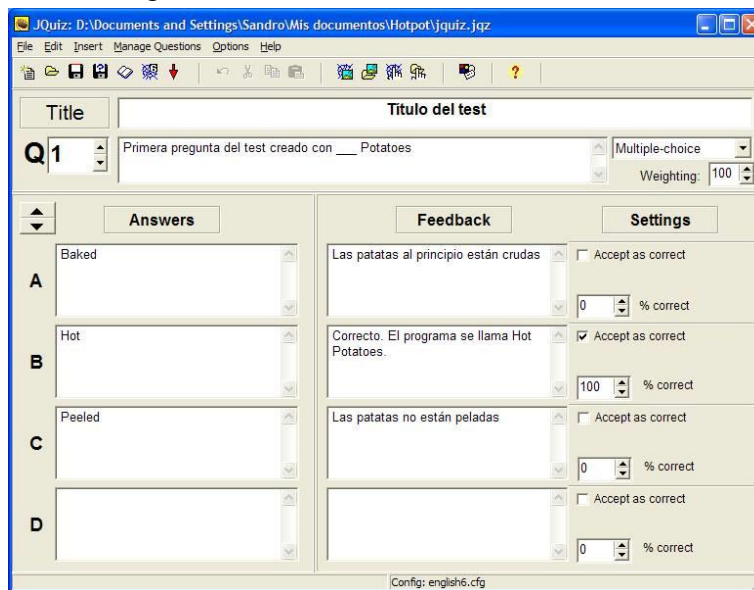 JQuiz: D:\Documents and Settings\Sandro\Mis documentos\Hotpot\jquiz.jqz
File Edit Insert Manage Questions Options Help
?
Title
Título del test
Q 1
Primera pregunta del test creado con ___ Potatoes
Multiple-choice
Weighting: 100
Answers Feedback Settings
A
Baked
Las patatas al principio están crudas
Accept as correct
0 % correct
B
Hot
Correcto. El programa se llama Hot
Potatoes.
Accept as correct
100 % correct
C
Peeled
Las patatas no están peladas
Accept as correct
0 % correct
D
Accept as correct
0 % correct
Config: english6.cfg